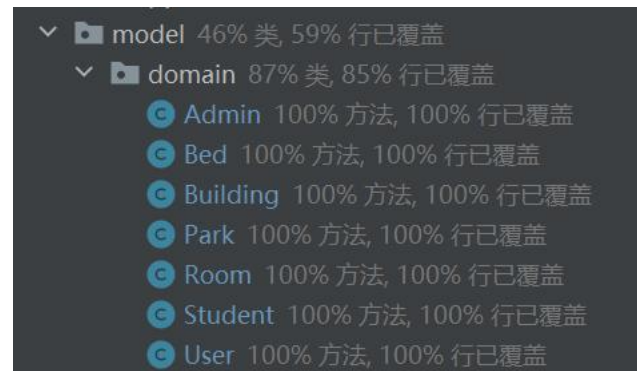 model 46% 类, 59% 行已覆盖
domain 87% 类, 85% 行已覆盖
C Admin 100% 方法, 100% 行已覆盖
C Bed 100% 方法, 100% 行已覆盖
C Building 100% 方法, 100% 行已覆盖
C Park 100% 方法, 100% 行已覆盖
C Room 100% 方法, 100% 行已覆盖
C Student 100% 方法, 100% 行已覆盖
C User 100% 方法, 100% 行已覆盖